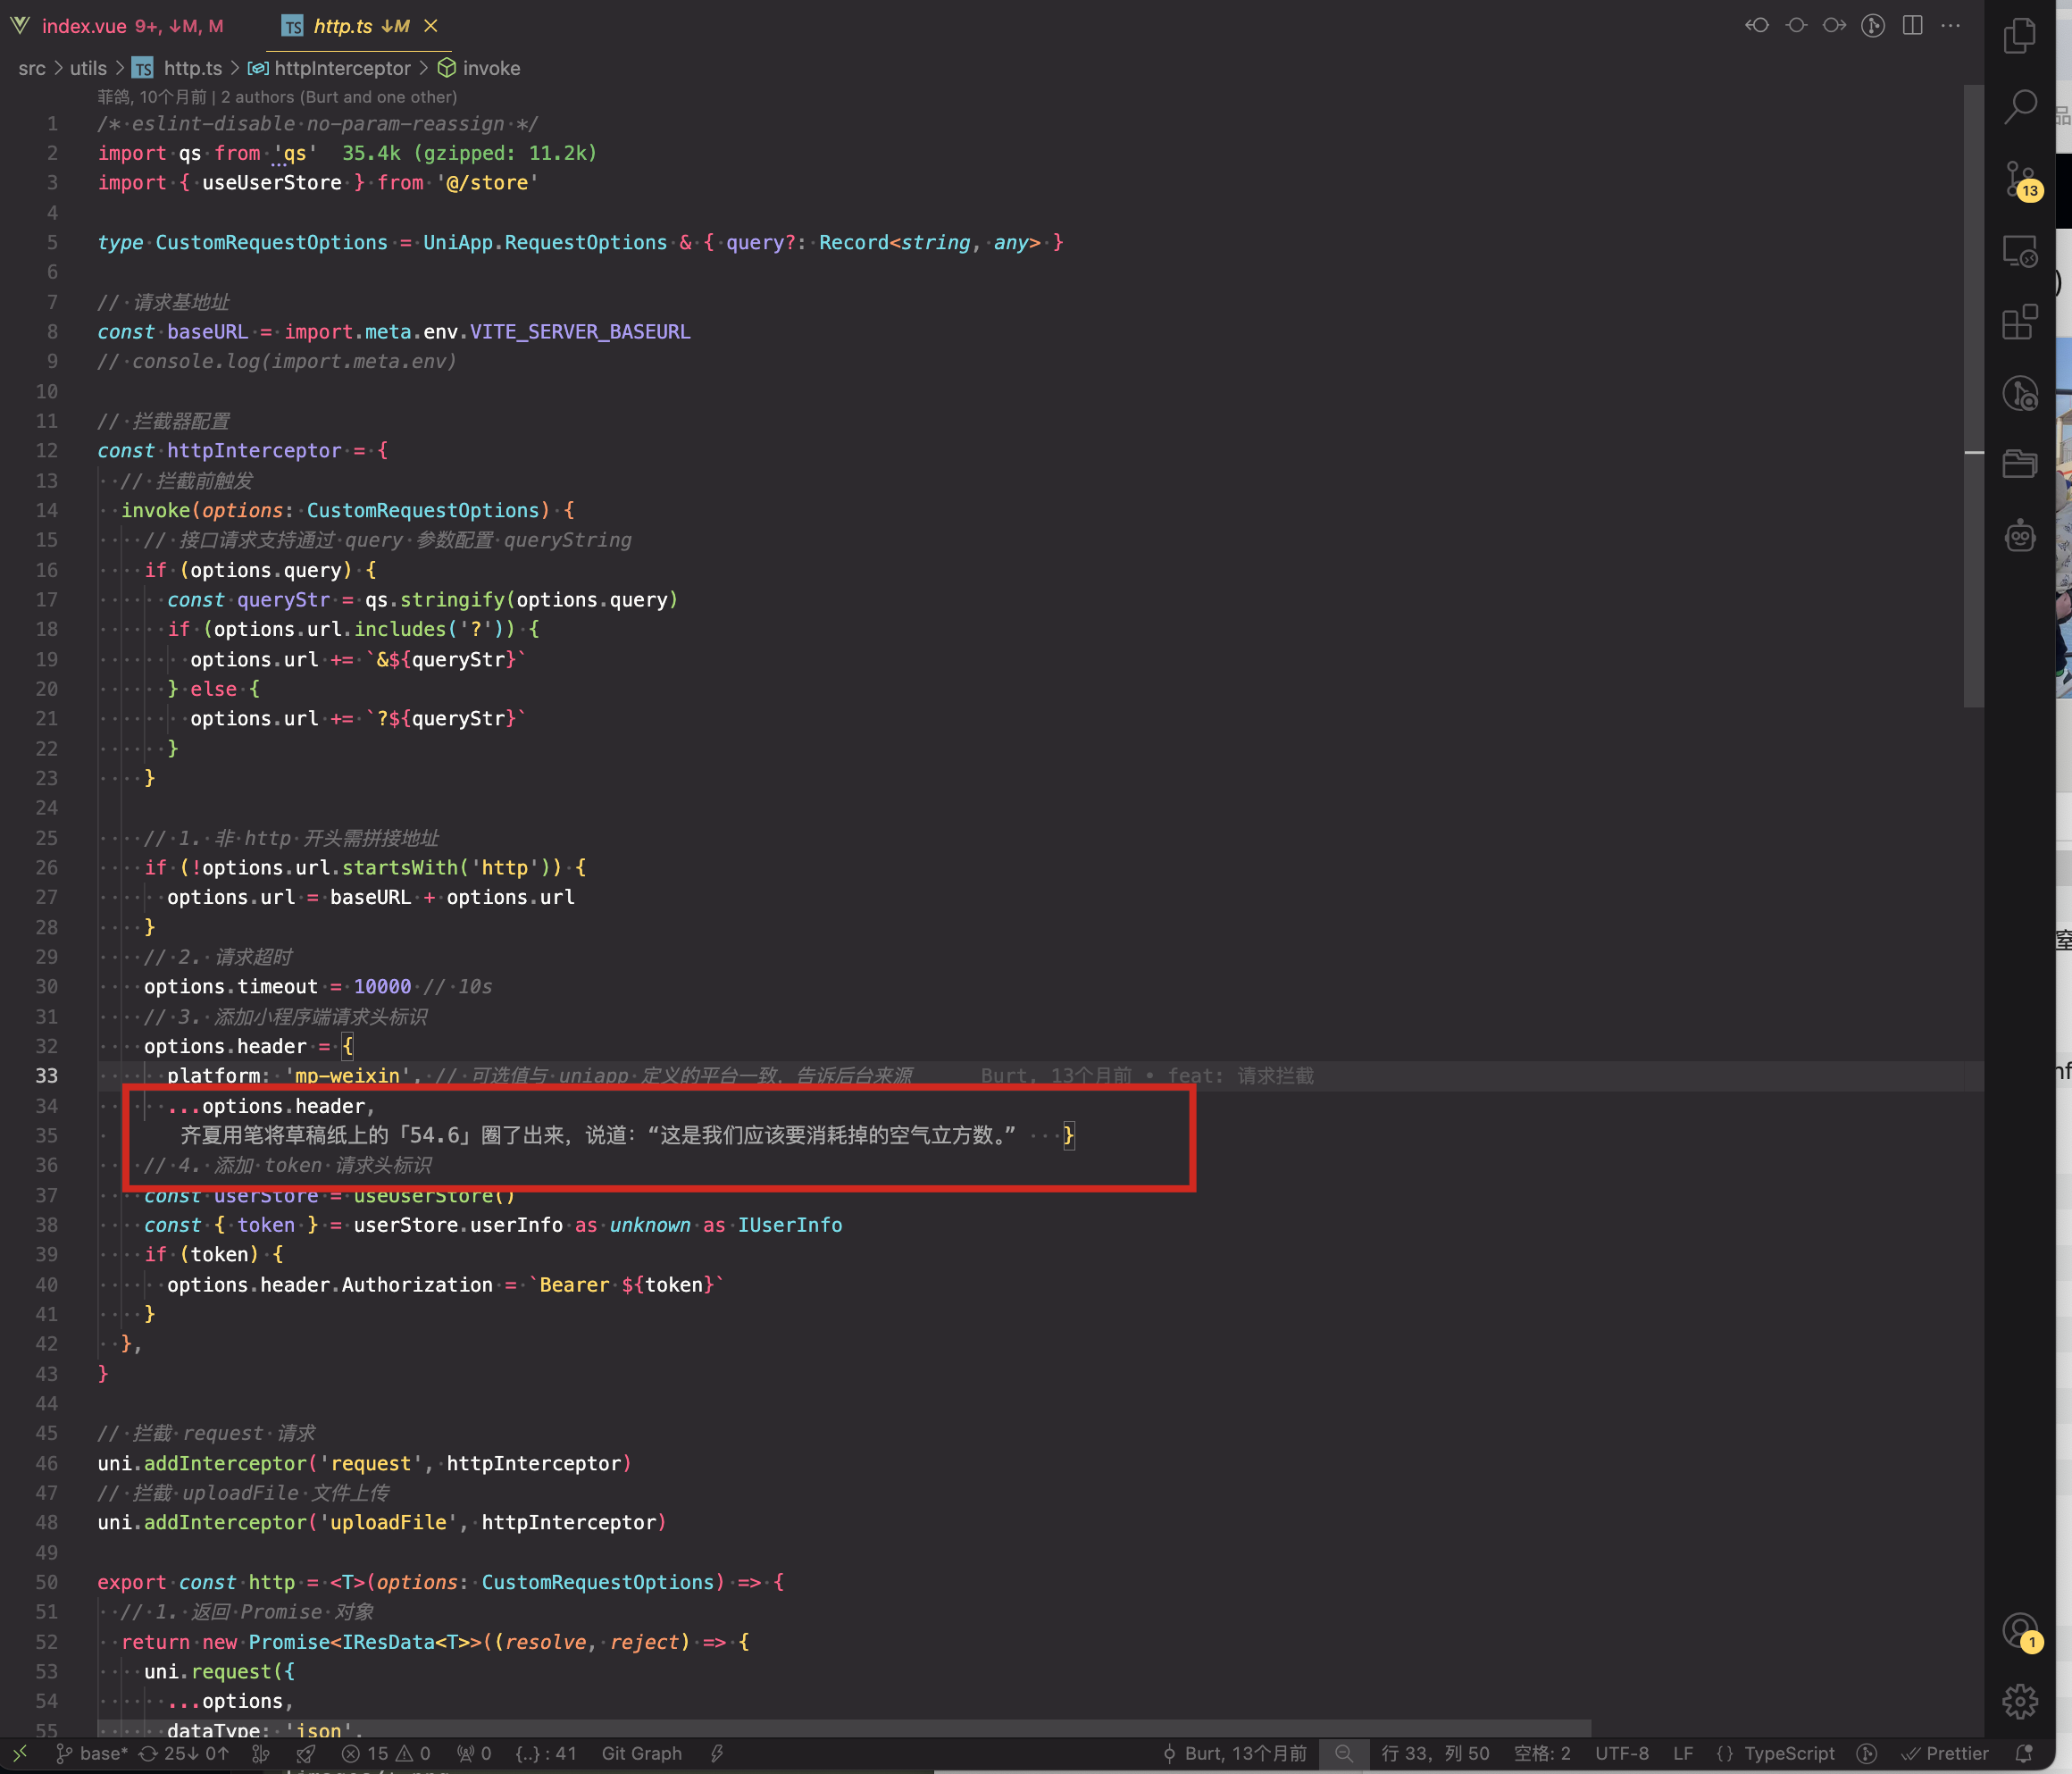 index.vue 9+, ↓M, M
TS http.ts ↓M
src > utils > TS http.ts > httpInterceptor > invoke
菲鸽, 10个月前 | 2 authors (Burt and one other)
1 /* eslint-disable no-param-reassign */
2 import qs from 'qs' 35.4k (gzipped: 11.2k)
3 import { useUserStore } from '@/store'
4
5 type CustomRequestOptions = UniApp.RequestOptions & { query?: Record<string, any> }
6
7 // 请求基地址
8 const baseURL = import.meta.env.VITE_SERVER_BASEURL
9 // console.log(import.meta.env)
10
11 // 拦截器配置
12 const httpInterceptor = {
13 // 拦截前触发
14 invoke(options: CustomRequestOptions) {
15 // 接口请求支持通过 query 参数配置 queryString
16 if (options.query) {
17 const queryStr = qs.stringify(options.query)
18 if (options.url.includes('?')) {
19 options.url += `&${queryStr}`
20 } else {
21 options.url += `?${queryStr}`
22 }
23 }
24
25 // 1. 非 http 开头需拼接地址
26 if (!options.url.startsWith('http')) {
27 options.url = baseURL + options.url
28 }
29 // 2. 请求超时
30 options.timeout = 10000 // 10s
31 // 3. 添加小程序端请求头标识
32 options.header = {
33 platform: 'mp-weixin', // 可选值与 uniapp 定义的平台一致，告诉后台来源 Burt, 13个月前 • feat: 请求拦截
34 ...options.header,
35 齐夏用笔将草稿纸上的「54.6」圈了出来，说道：“这是我们应该要消耗掉的空气立方数。” }
36 // 4. 添加 token 请求头标识
37 const userStore = useUserStore()
38 const { token } = userStore.userInfo as unknown as IUserInfo
39 if (token) {
40 options.header.Authorization = `Bearer ${token}`
41 }
42 },
43 }
44
45 // 拦截 request 请求
46 uni.addInterceptor('request', httpInterceptor)
47 // 拦截 uploadFile 文件上传
48 uni.addInterceptor('uploadFile', httpInterceptor)
49
50 export const http = <T>(options: CustomRequestOptions) => {
51 // 1. 返回 Promise 对象
52 return new Promise<IResData<T>>((resolve, reject) => {
53 uni.request({
54 ...options,
55 dataType: 'json',
13
1
base* 25↓ 0↑ 15 0 0 {..} : 41 Git Graph Burt, 13个月前 行 33，列 50 空格: 2 UTF-8 LF {} TypeScript Prettier